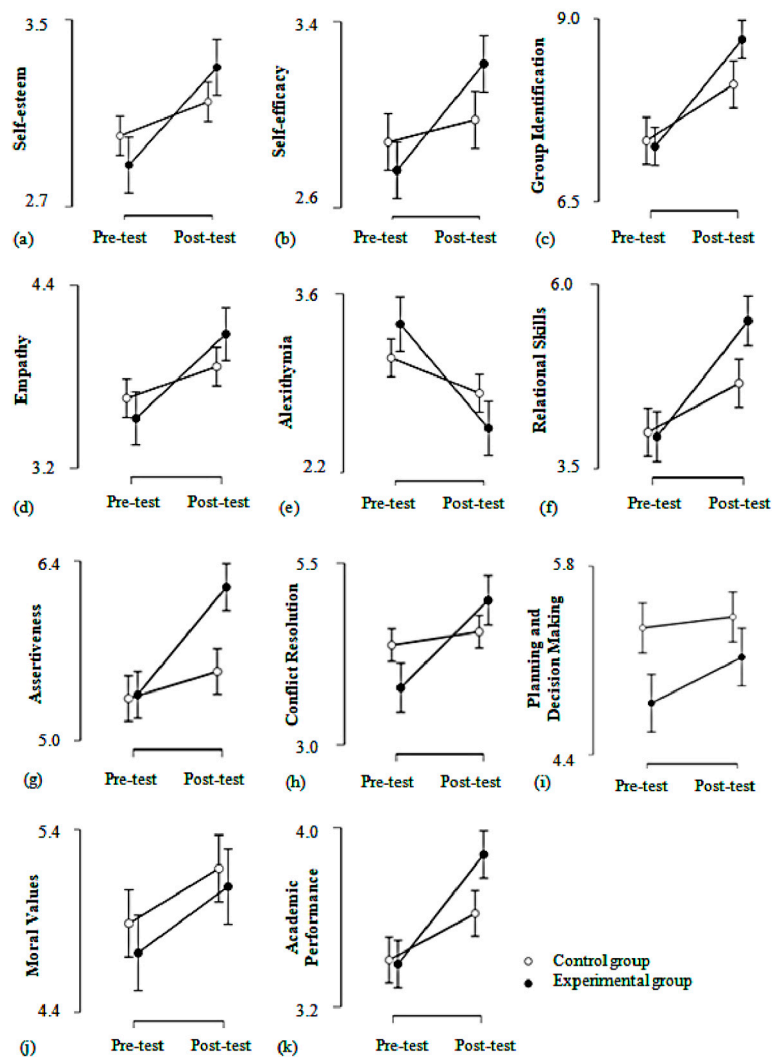 3.5
Self-esteem
2.7
(a)
Pre-test
Post-test
3.4
Self-efficacy
2.6
(b)
Pre-test
Post-test
9.0
Group Identification
6.5
(c)
Pre-test
Post-test
4.4
Empathy
3.2
(d)
Pre-test
Post-test
3.6
Alexithymia
2.2
(e)
Pre-test
Post-test
6.0
Relational Skills
3.5
(f)
Pre-test
Post-test
6.4
Assertiveness
5.0
(g)
Pre-test
Post-test
5.5
Conflict Resolution
3.0
(h)
Pre-test
Post-test
5.8
Planning and
Decision Making
4.4
(i)
Pre-test
Post-test
5.4
Moral Values
4.4
(j)
Pre-test
Post-test
4.0
Academic
Performance
3.2
(k)
Pre-test
Post-test
Control group
Experimental group